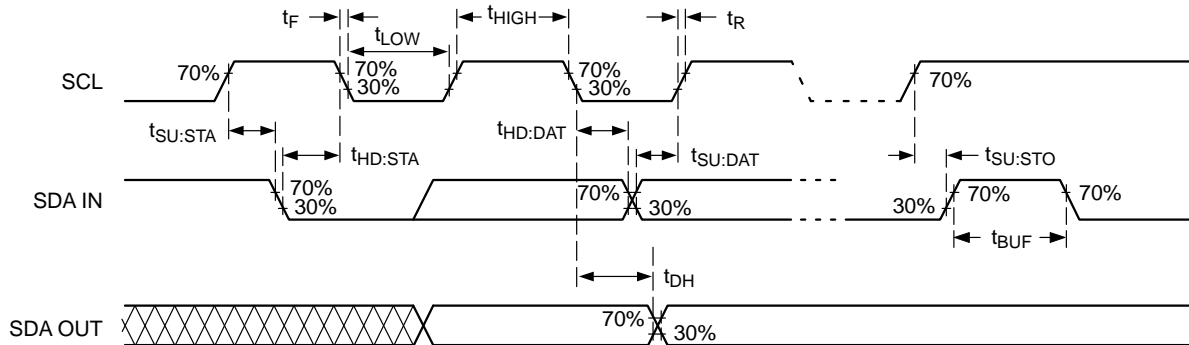 tF tHIGH tR
tLOW
SCL 70% 70% 70% 70%
30% 30%
tSU:STA tHD:STA tHD:DAT tSU:DAT tSU:STO
SDA IN 70% 70% 70% 70%
30% 30% 30%
tBUF
tDH
SDA OUT 70%
30%